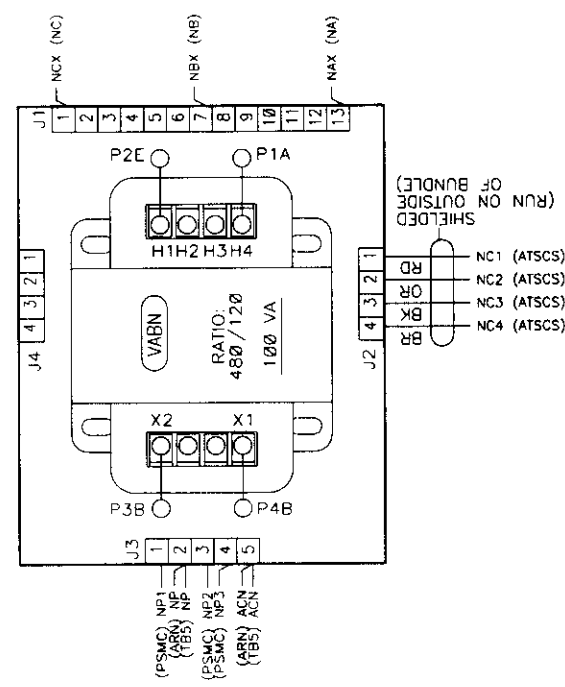 NCX (NC)
NBX (NB)
NAX (NA)
J1
1
2
3
4
5
6
7
8
9
10
11
12
13
P2E
P1A
H1 H2 H3 H4
SHIELDED
(RUN ON OUTSIDE
OF BUNDLE)
J4
4
3
2
1
VABN
RATIO:
480/120
100 VA
J2
1
2
3
4
RD
OR
BK
BR
NC1 (ATSCS)
NC2 (ATSCS)
NC3 (ATSCS)
NC4 (ATSCS)
X2
X1
P3B
P4B
J3
1
2
3
4
5
(PSMC) NP1
(ARN) NP
(TB5) NP
(PSMC) NP2
(PSMC) NP3
(ARN) ACN
(TB5) ACN